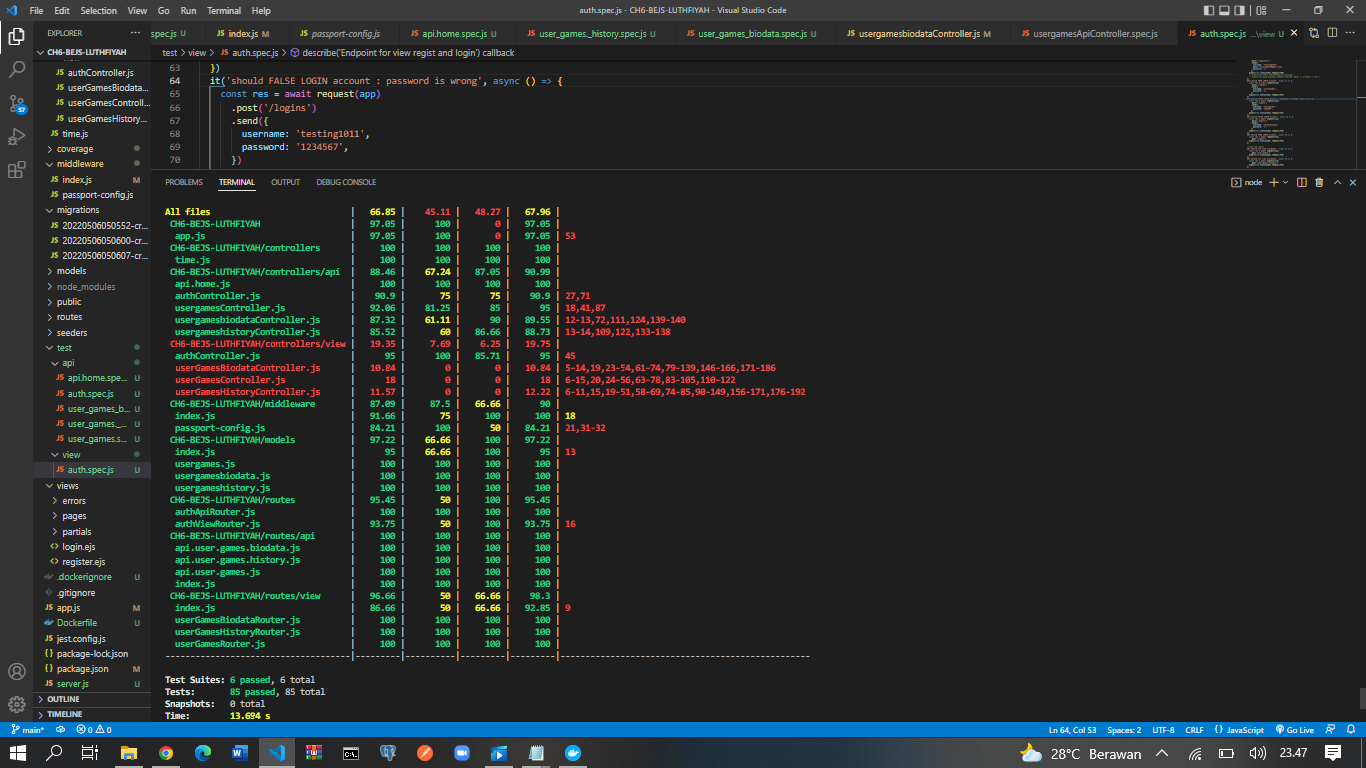 File Edit Selection View Go Run Terminal Help
auth.spec.js - CH6-BEJS-LUTHFIYAH - Visual Studio Code
EXPLORER ...
spec.js U
JS index.js M
JS passport-config.js
JS api.home.spec.js U
JS user_games._history.spec.js U
JS user_games_biodata.spec.js U
JS usergamesbiodataController.js M
JS usergamesApiController.spec.js
JS auth.spec.js ...\view U
CH6-BEJS-LUTHFIYAH
test > view > JS auth.spec.js > describe('Endpoint for view regist and login') callback
view
JS authController.js
JS userGamesBiodata...
JS userGamesControll...
JS userGamesHistory...
JS time.js
coverage
middleware
JS index.js M
JS passport-config.js
migrations
JS 20220506050552-cr...
JS 20220506050600-cr...
JS 20220506050607-cr...
models
node_modules
public
routes
seeders
test
api
JS api.home.spe... U
JS auth.spec.js U
JS user_games_b... U
JS user_games._... U
JS user_games.s... U
view
JS auth.spec.js U
views
errors
pages
partials
login.ejs
register.ejs
.dockerignore U
.gitignore
JS app.js M
Dockerfile U
JS jest.config.js
package-lock.json
package.json M
JS server.js U
OUTLINE
TIMELINE
63 })
64 it('should FALSE LOGIN account : password is wrong', async () => {
65 const res = await request(app)
66 .post('/logins')
67 .send({
68 username: 'testing1011',
69 password: '1234567',
70 })
PROBLEMS TERMINAL OUTPUT DEBUG CONSOLE
node
All files | 66.85 | 45.11 | 48.27 | 67.96 |
CH6-BEJS-LUTHFIYAH | 97.05 | 100 | 0 | 97.05 |
app.js | 97.05 | 100 | 0 | 97.05 | 53
CH6-BEJS-LUTHFIYAH/controllers | 100 | 100 | 100 | 100 |
time.js | 100 | 100 | 100 | 100 |
CH6-BEJS-LUTHFIYAH/controllers/api | 88.46 | 67.24 | 87.05 | 90.99 |
api.home.js | 100 | 100 | 100 | 100 |
authController.js | 90.9 | 75 | 75 | 90.9 | 27,71
usergamesController.js | 92.06 | 81.25 | 85 | 95 | 18,41,87
usergamesbiodataController.js | 87.32 | 61.11 | 90 | 89.55 | 12-13,72,111,124,139-140
usergameshistoryController.js | 85.52 | 60 | 86.66 | 88.73 | 13-14,109,122,133-138
CH6-BEJS-LUTHFIYAH/controllers/view | 19.35 | 7.69 | 6.25 | 19.75 |
authController.js | 95 | 100 | 85.71 | 95 | 45
userGamesBiodataController.js | 10.84 | 0 | 0 | 10.84 | 5-14,19,23-54,61-74,79-139,146-166,171-186
userGamesController.js | 18 | 0 | 0 | 18 | 6-15,20,24-56,63-78,83-105,110-122
userGamesHistoryController.js | 11.57 | 0 | 0 | 12.22 | 6-11,15,19-51,58-69,74-85,90-149,156-171,176-192
CH6-BEJS-LUTHFIYAH/middleware | 87.09 | 87.5 | 66.66 | 90 |
index.js | 91.66 | 75 | 100 | 100 | 18
passport-config.js | 84.21 | 100 | 50 | 84.21 | 21,31-32
CH6-BEJS-LUTHFIYAH/models | 97.22 | 66.66 | 100 | 97.22 |
index.js | 95 | 66.66 | 100 | 95 | 13
usergames.js | 100 | 100 | 100 | 100 |
usergamesbiodata.js | 100 | 100 | 100 | 100 |
usergameshistory.js | 100 | 100 | 100 | 100 |
CH6-BEJS-LUTHFIYAH/routes | 95.45 | 50 | 100 | 95.45 |
authApiRouter.js | 100 | 100 | 100 | 100 |
authViewRouter.js | 93.75 | 50 | 100 | 93.75 | 16
CH6-BEJS-LUTHFIYAH/routes/api | 100 | 100 | 100 | 100 |
api.user.games.biodata.js | 100 | 100 | 100 | 100 |
api.user.games.history.js | 100 | 100 | 100 | 100 |
api.user.games.js | 100 | 100 | 100 | 100 |
index.js | 100 | 100 | 100 | 100 |
CH6-BEJS-LUTHFIYAH/routes/view | 96.66 | 50 | 66.66 | 98.3 |
index.js | 86.66 | 50 | 66.66 | 92.85 | 9
userGamesBiodataRouter.js | 100 | 100 | 100 | 100 |
userGamesHistoryRouter.js | 100 | 100 | 100 | 100 |
userGamesRouter.js | 100 | 100 | 100 | 100 |
Test Suites: 6 passed, 6 total
Tests: 85 passed, 85 total
Snapshots: 0 total
Time: 13.694 s
57
main* 0 0
Ln 64, Col 53 Spaces: 2 UTF-8 CRLF JavaScript Go Live
28°C Berawan 23.47